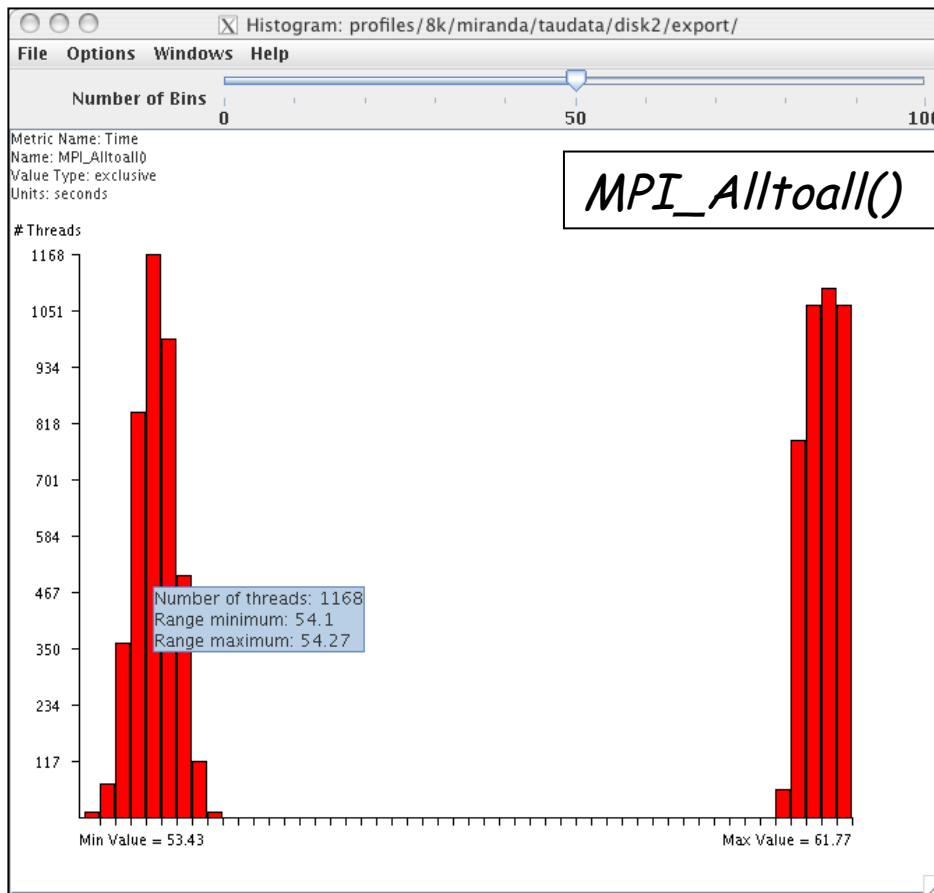 Histogram: profiles/8k/miranda/taudata/disk2/export/
File Options Windows Help
Number of Bins
0 50 100
Metric Name: Time
Name: MPI_Alltoall()
Value Type: exclusive
Units: seconds
MPI_Alltoall()
# Threads
1168
1051
934
818
701
584
467
350
234
117
Number of threads: 1168
Range minimum: 54.1
Range maximum: 54.27
Min Value = 53.43 Max Value = 61.77